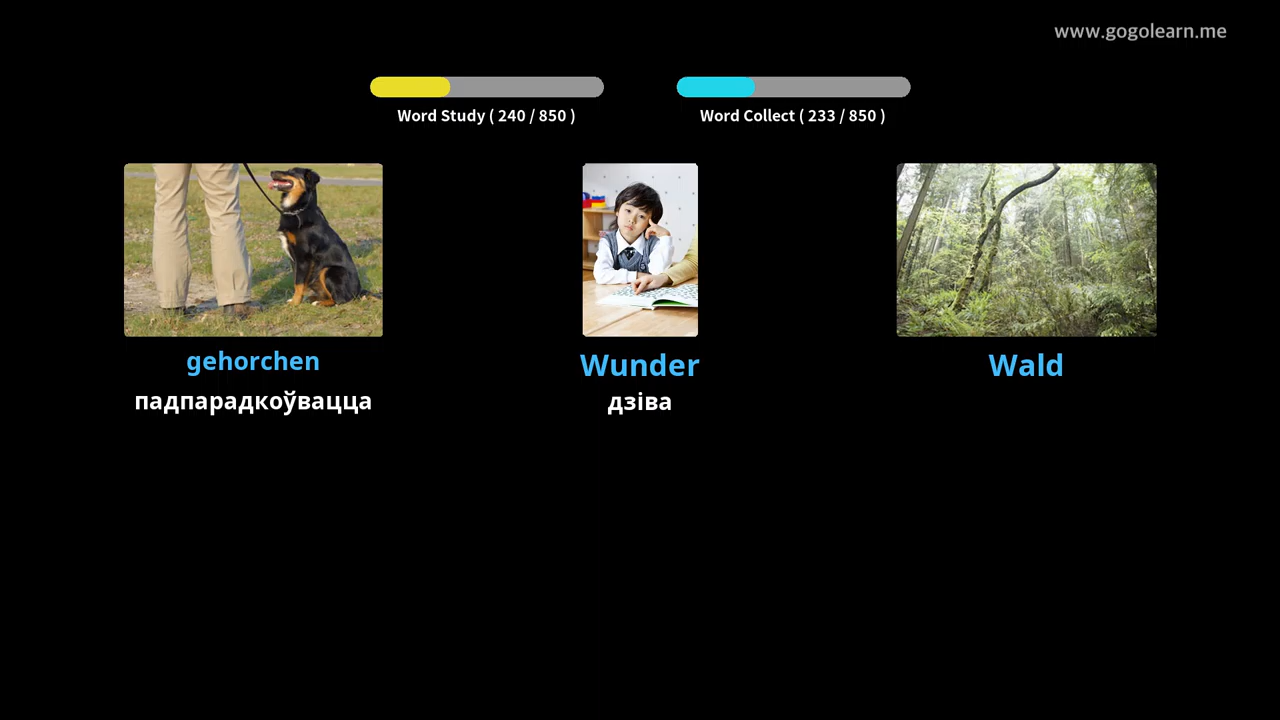 www.gogolearn.me
Word Study ( 240 / 850 )
Word Collect ( 233 / 850 )
gehorchen
падпарадкоўвацца
Wunder
дзіва
Wald